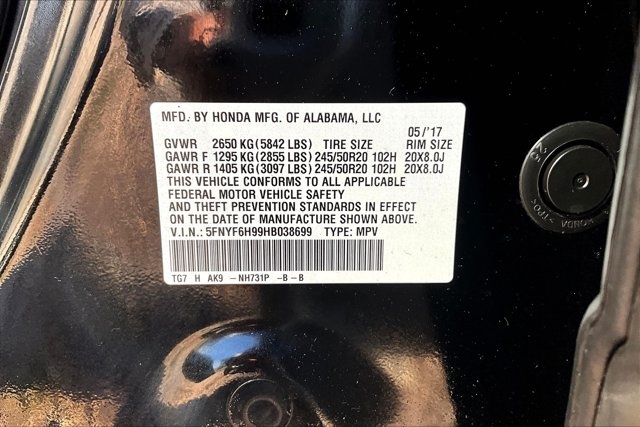 MFD. BY HONDA MFG. OF ALABAMA, LLC
05/'17
GVWR 2650 KG(5842 LBS) TIRE SIZE RIM SIZE
GAWR F 1295 KG(2855 LBS) 245/50R20 102H 20X8.0J
GAWR R 1405 KG(3097 LBS) 245/50R20 102H 20X8.0J
THIS VEHICLE CONFORMS TO ALL APPLICABLE
FEDERAL MOTOR VEHICLE SAFETY
AND THEFT PREVENTION STANDARDS IN EFFECT
ON THE DATE OF MANUFACTURE SHOWN ABOVE.
V.I.N.: 5FNYF6H99HB038699 TYPE: MPV
TG7 H AK9 -NH731P -B-B
HONDA